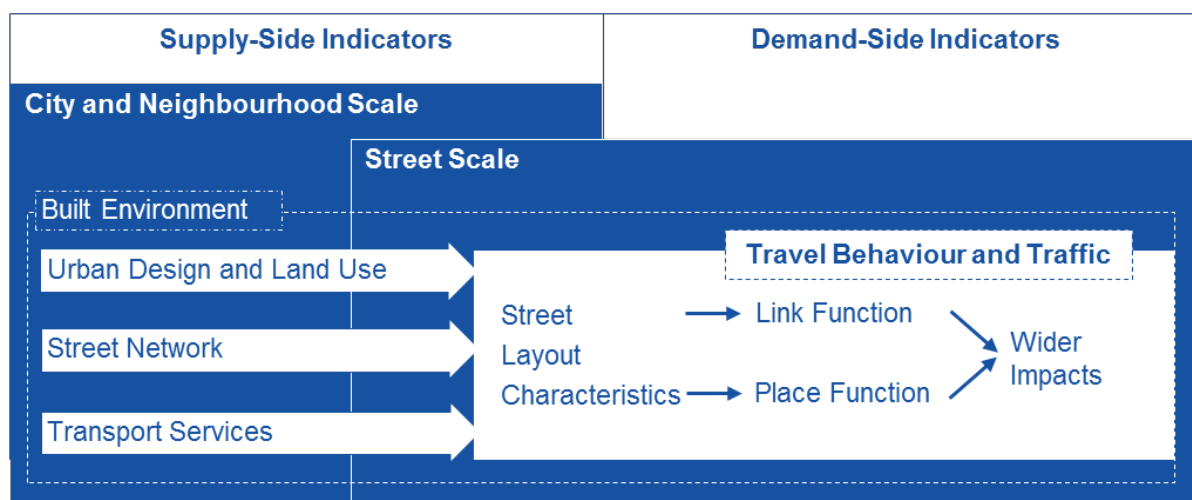 Supply-Side Indicators
Demand-Side Indicators
City and Neighbourhood Scale
Street Scale
Built Environment
Urban Design and Land Use
Travel Behaviour and Traffic
Street
Layout
Characteristics
Link Function
Place Function
Wider
Impacts
Street Network
Transport Services